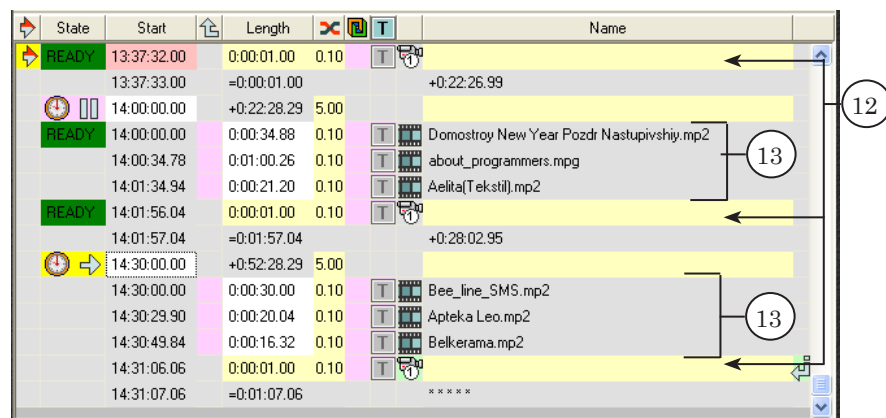 State Start Length T Name
READY 13:37:32.00 0:00:01.00 0.10 T 1
13:37:33.00 =0:00:01.00 +0:22:26.99
14:00:00.00 +0:22:28.29 5.00
12
READY 14:00:00.00 0:00:34.88 0.10 T Domostroy New Year Pozdr Nastupivshiy.mp2
14:00:34.78 0:01:00.26 0.10 T about_programmers.mpg
13
14:01:34.94 0:00:21.20 0.10 T Aelita(Tekstil).mp2
READY 14:01:56.04 0:00:01.00 0.10 T 1
14:01:57.04 =0:01:57.04 +0:28:02.95
14:30:00.00 +0:52:28.29 5.00
14:30:00.00 0:00:30.00 0.10 T Bee_line_SMS.mp2
14:30:29.90 0:00:20.04 0.10 T Apteka Leo.mp2
13
14:30:49.84 0:00:16.32 0.10 T Belkerama.mp2
14:31:06.06 0:00:01.00 0.10 T 1
14:31:07.06 =0:01:07.06 * * * * *